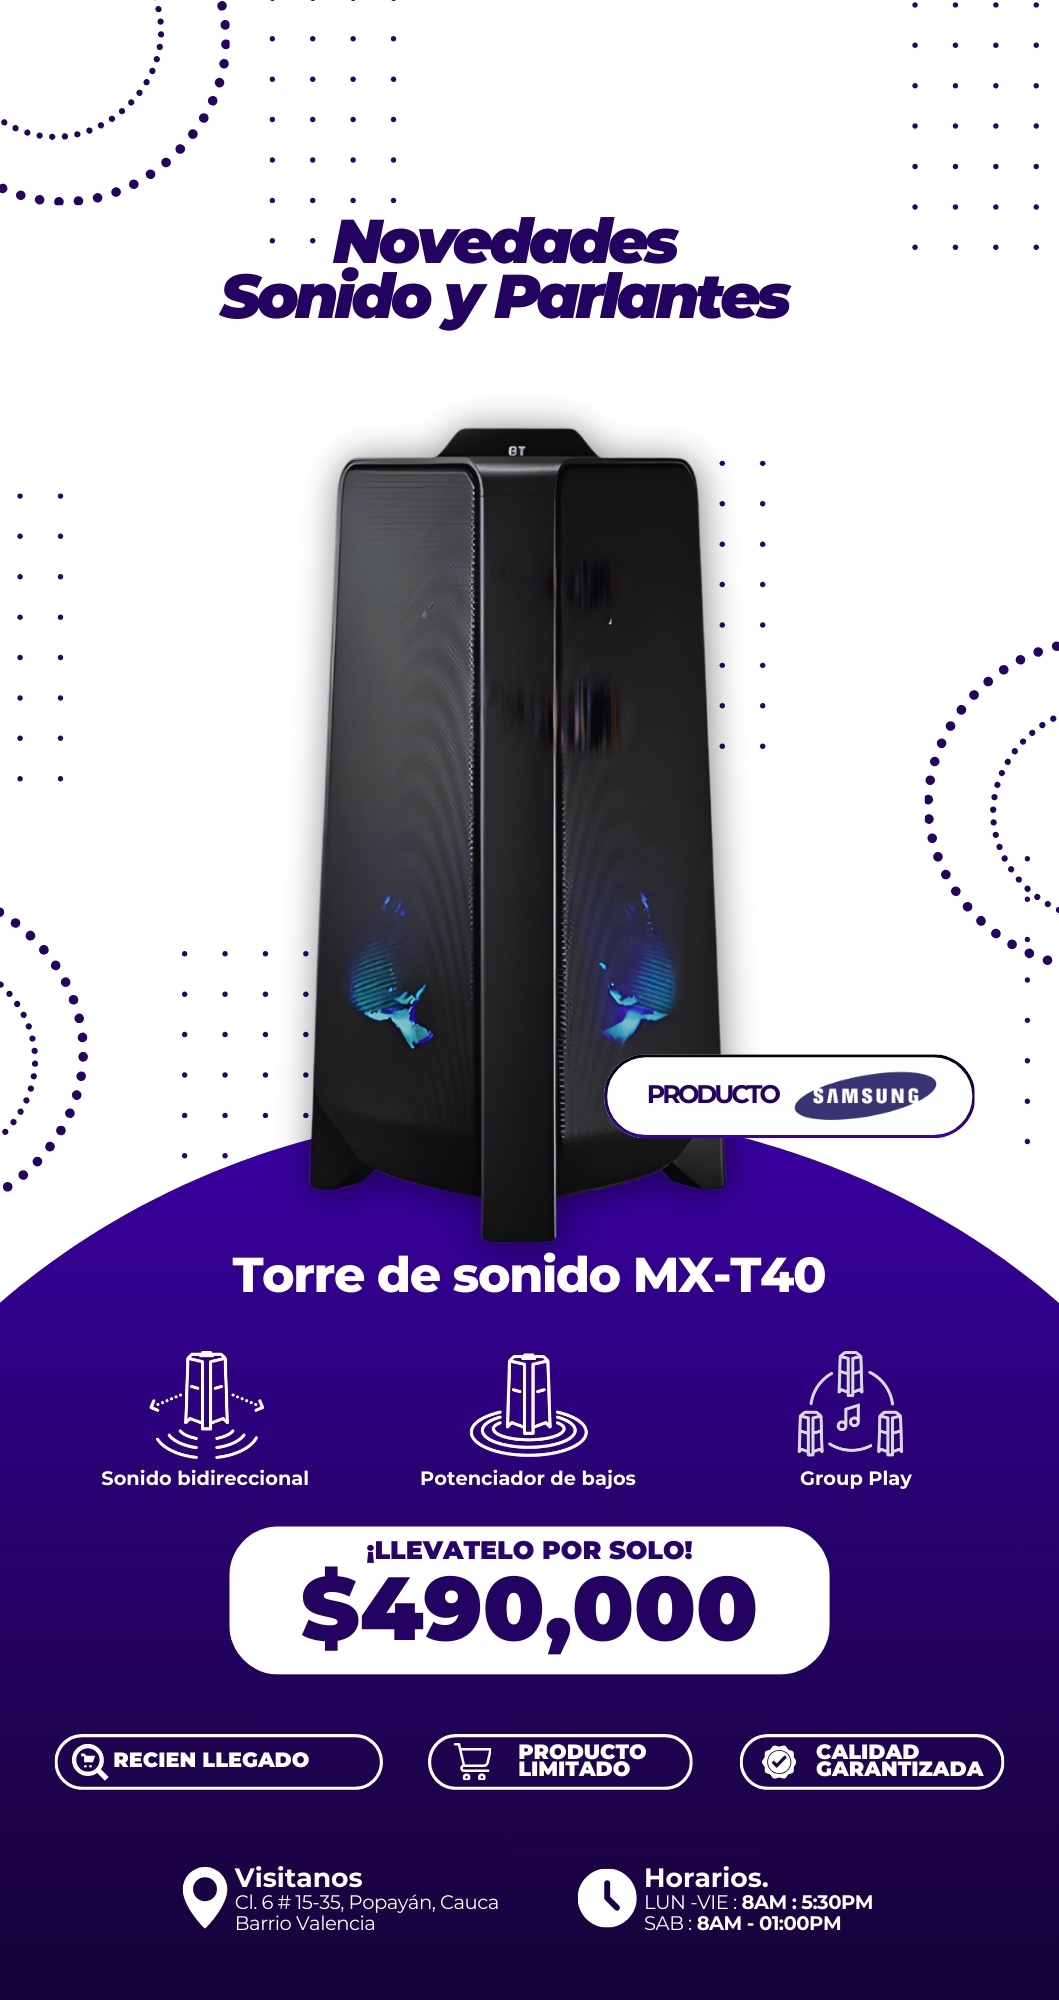 Novedades
Sonido y Parlantes
PRODUCTO SAMSUNG
Torre de sonido MX-T40
Sonido bidireccional
Potenciador de bajos
Group Play
¡LLEVATELO POR SOLO!
$490,000
RECIEN LLEGADO
PRODUCTO
LIMITADO
CALIDAD
GARANTIZADA
Visitanos
Cl. 6 # 15-35, Popayán, Cauca
Barrio Valencia
Horarios.
LUN -VIE : 8AM : 5:30PM
SAB : 8AM - 01:00PM